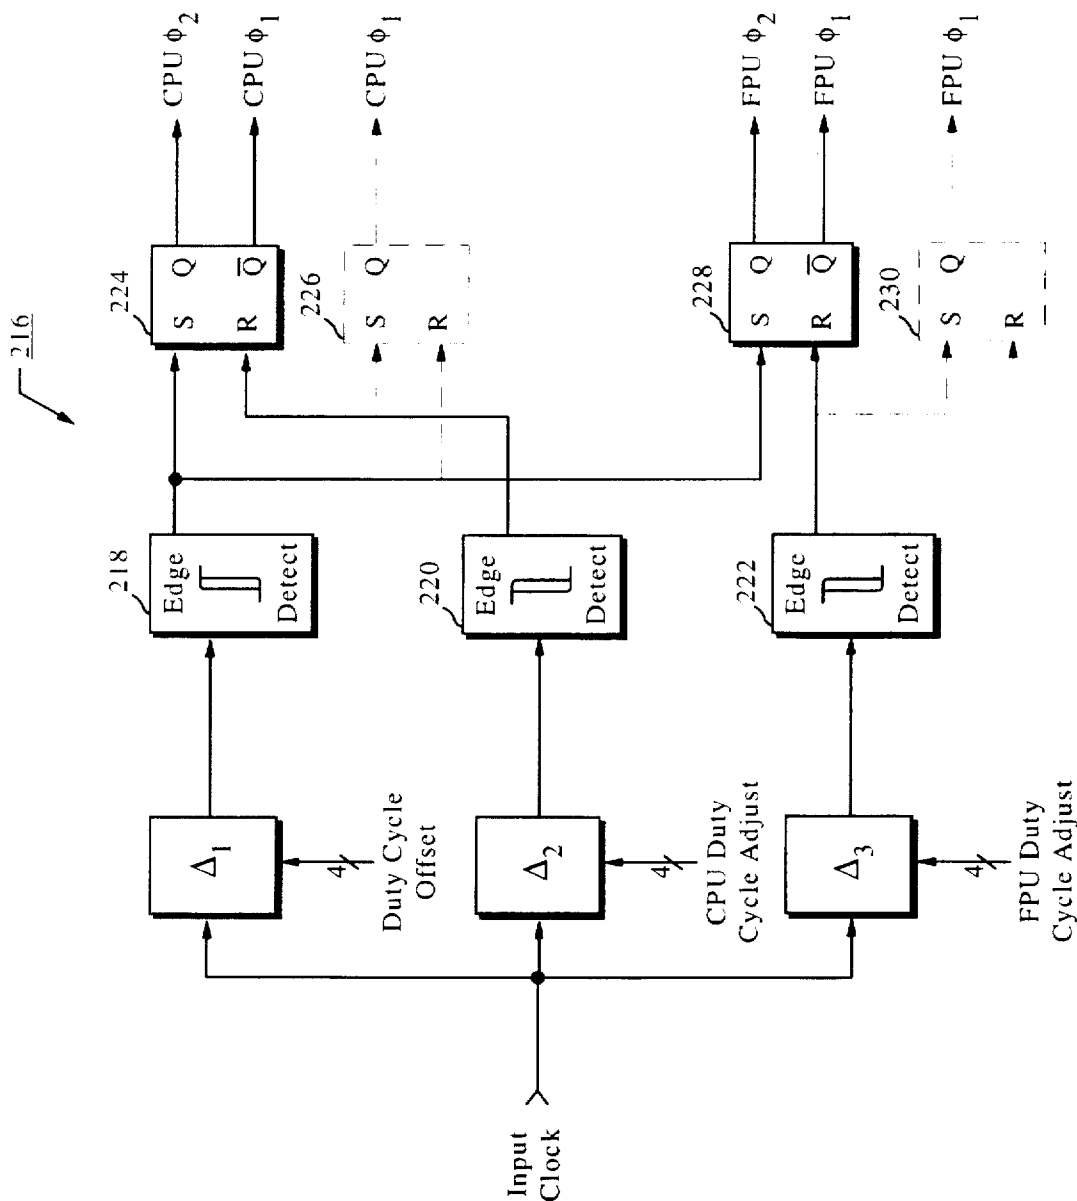 216
Input
Clock
Δ1
4
Duty Cycle
Offset
Δ2
4
CPU Duty
Cycle Adjust
Δ3
4
FPU Duty
Cycle Adjust
218
Edge
Detect
220
Edge
Detect
222
Edge
Detect
224
S Q
R Q̅
CPU ϕ2
CPU ϕ1
226
S Q
R
CPU ϕ1
228
S Q
R Q̅
FPU ϕ2
FPU ϕ1
230
S Q
R
FPU ϕ1